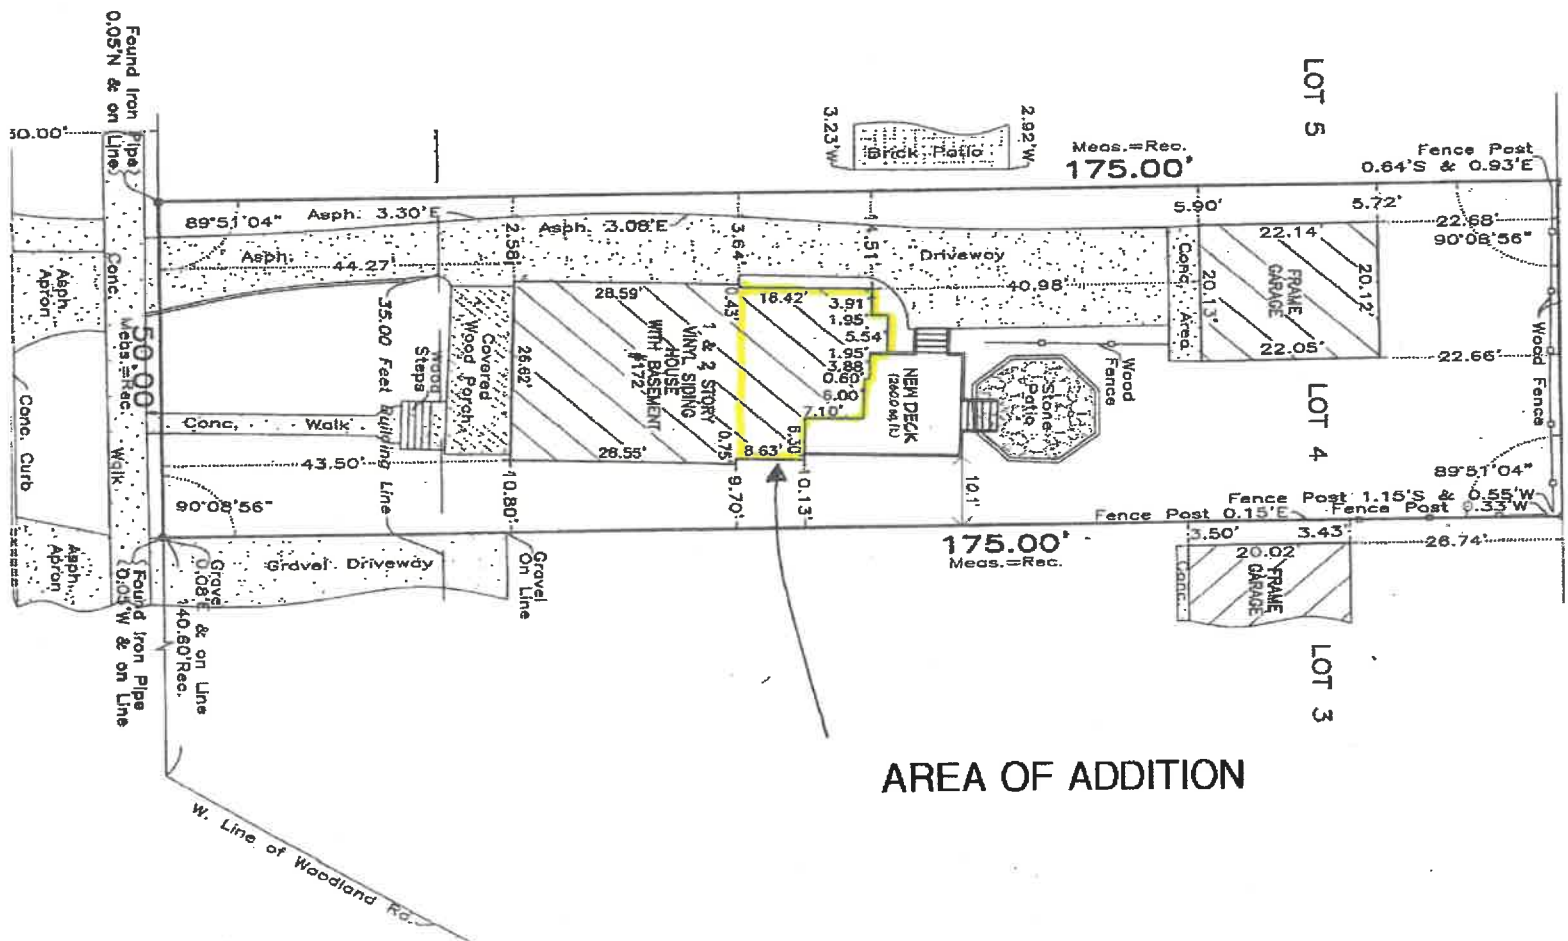 Found Iron Pipe
0.05'N & on Line
50.00'
89°51'04"
Asph. 3.30'E
2.58'
Asph. 3.08'E
3.64'
4.51'
3.23'W
2.92'W
Brick Patio
Meas.=Rec.
175.00'
LOT 5
Fence Post
0.64'S & 0.93'E
5.90'
5.72'
22.68'
90°08'56"
Asph.
44.27'
Driveway
40.98'
Conc. Area
22.14'
20.13'
FRAME
GARAGE
20.12'
22.05'
22.66'
Wood Fence
Asph.
Apron
Conc.
Walk
50.00'
Meas.=Rec.
Conc. Curb
35.00 Feet Building Line
Wood
Steps
Covered
Wood Porch
28.59'
26.62'
1 & 2 STORY
VINYL SIDING
HOUSE
WITH BASEMENT
#172
28.55'
0.43'
16.42'
3.91'
1.95'
5.54'
1.95'
3.88'
0.60'
6.00'
7.10'
6.30'
0.75'
8.63'
NEW DECK
Stone
Patio
Wood
Fence
LOT 4
Conc. Walk
43.50'
90°08'56"
10.80'
9.70'
10.13'
10.1'
89°51'04"
Fence Post 1.15'S & 0.55'W
Fence Post 0.15'E
Fence Post 0.33'W
175.00'
Meas.=Rec.
3.50'
3.43'
26.74'
20.02'
FRAME
GARAGE
Conc.
Asph.
Apron
Gravel Driveway
Gravel
On Line
0.08'E & on Line
140.60'Rec.
Found Iron Pipe
0.05'W & on Line
LOT 3
AREA OF ADDITION
W. Line of Woodland Rd.